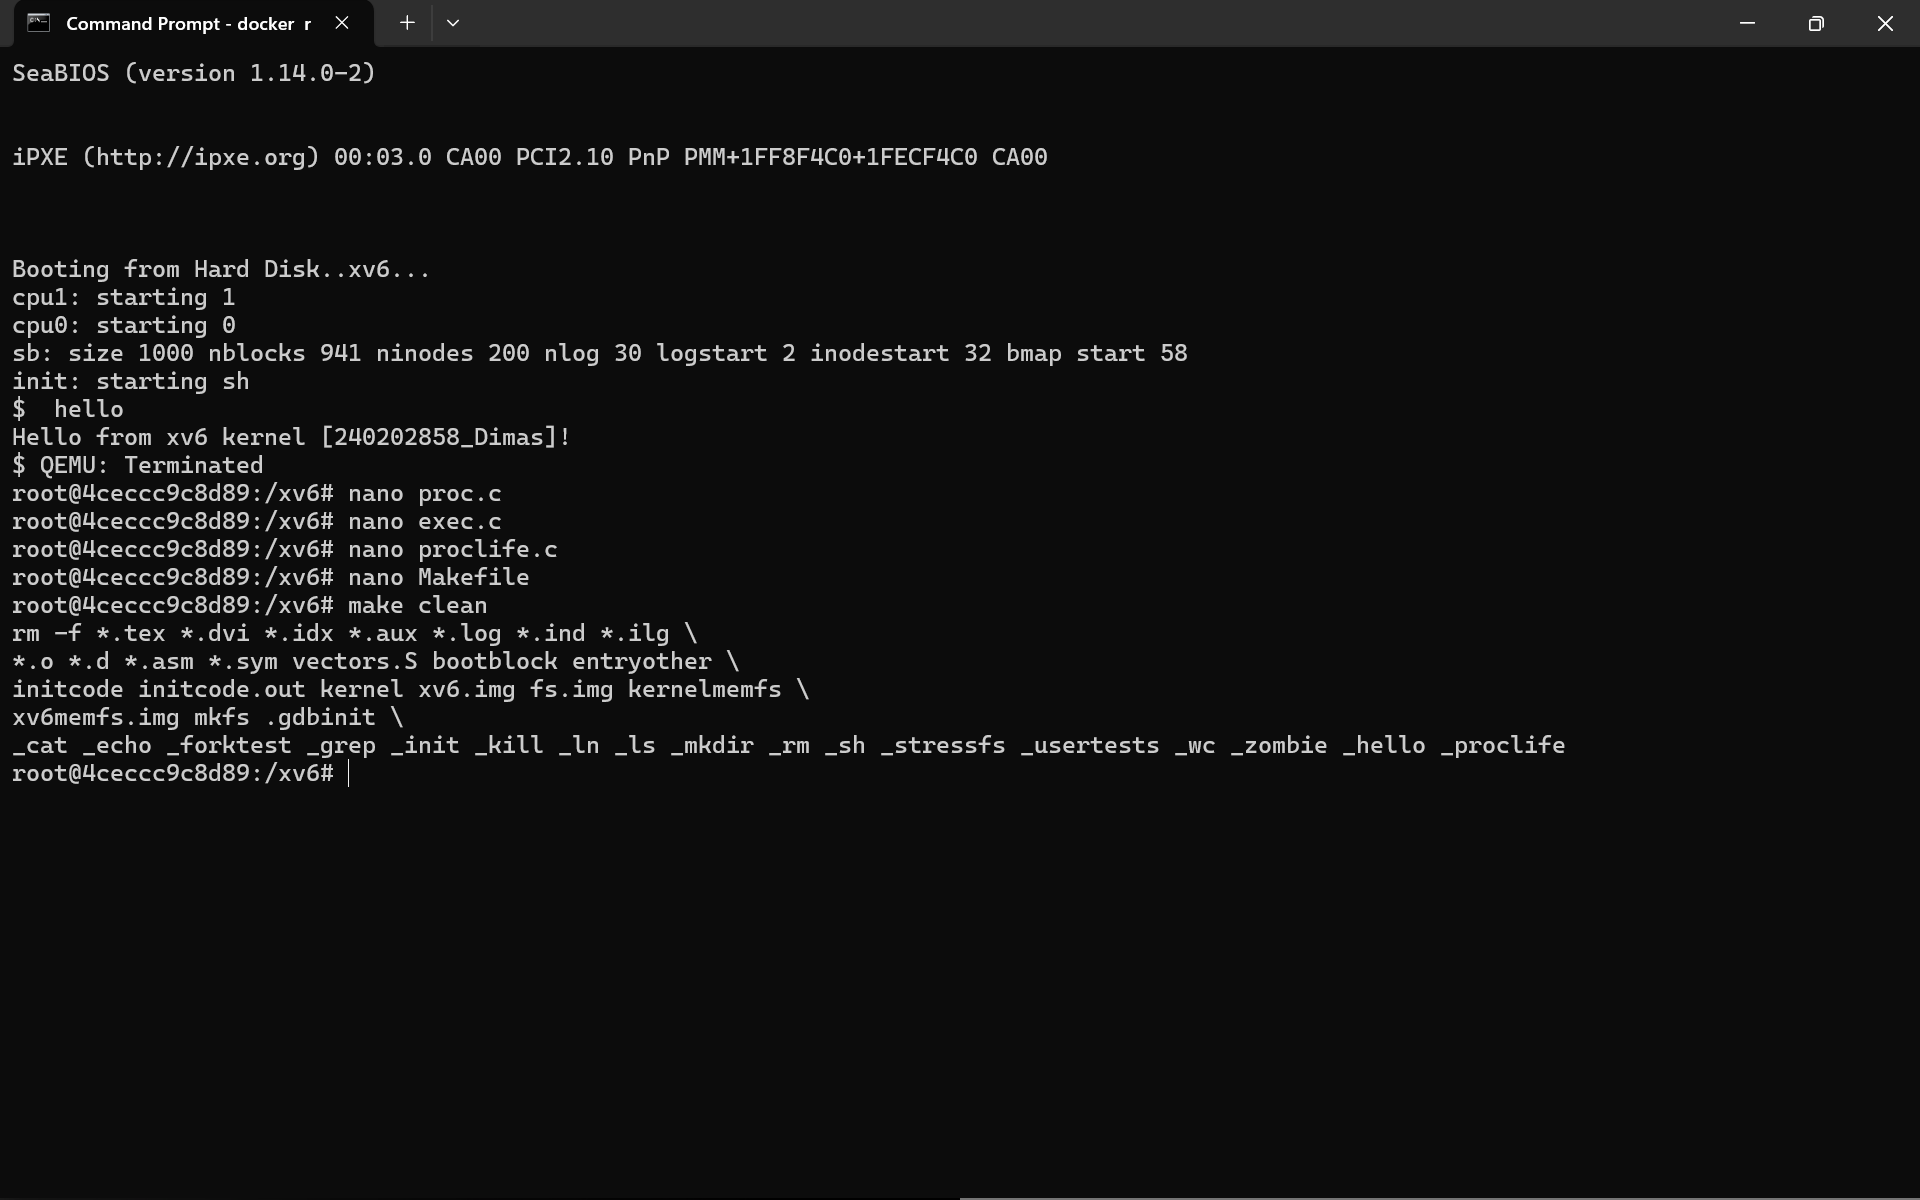 Command Prompt - docker r
SeaBIOS (version 1.14.0-2)
iPXE (http://ipxe.org) 00:03.0 CA00 PCI2.10 PnP PMM+1FF8F4C0+1FECF4C0 CA00
Booting from Hard Disk..xv6...
cpu1: starting 1
cpu0: starting 0
sb: size 1000 nblocks 941 ninodes 200 nlog 30 logstart 2 inodestart 32 bmap start 58
init: starting sh
$  hello
Hello from xv6 kernel [240202858_Dimas]!
$ QEMU: Terminated
root@4ceccc9c8d89:/xv6# nano proc.c
root@4ceccc9c8d89:/xv6# nano exec.c
root@4ceccc9c8d89:/xv6# nano proclife.c
root@4ceccc9c8d89:/xv6# nano Makefile
root@4ceccc9c8d89:/xv6# make clean
rm -f *.tex *.dvi *.idx *.aux *.log *.ind *.ilg \
*.o *.d *.asm *.sym vectors.S bootblock entryother \
initcode initcode.out kernel xv6.img fs.img kernelmemfs \
xv6memfs.img mkfs .gdbinit \
_cat _echo _forktest _grep _init _kill _ln _ls _mkdir _rm _sh _stressfs _usertests _wc _zombie _hello _proclife
root@4ceccc9c8d89:/xv6#